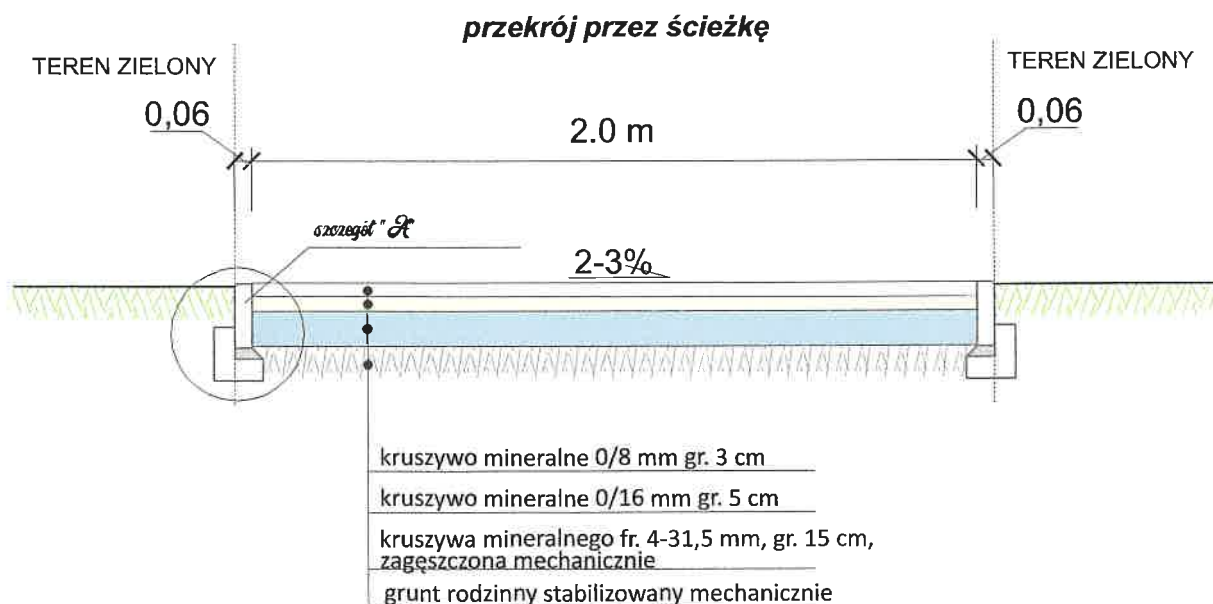 przekrój przez ścieżkę
TEREN ZIELONY
TEREN ZIELONY
0,06
2.0 m
0,06
szczegół "A"
2-3%
kruszywo mineralne 0/8 mm gr. 3 cm
kruszywo mineralne 0/16 mm gr. 5 cm
kruszywa mineralnego fr. 4-31,5 mm, gr. 15 cm,
zagęszczona mechanicznie
grunt rodzinny stabilizowany mechanicznie